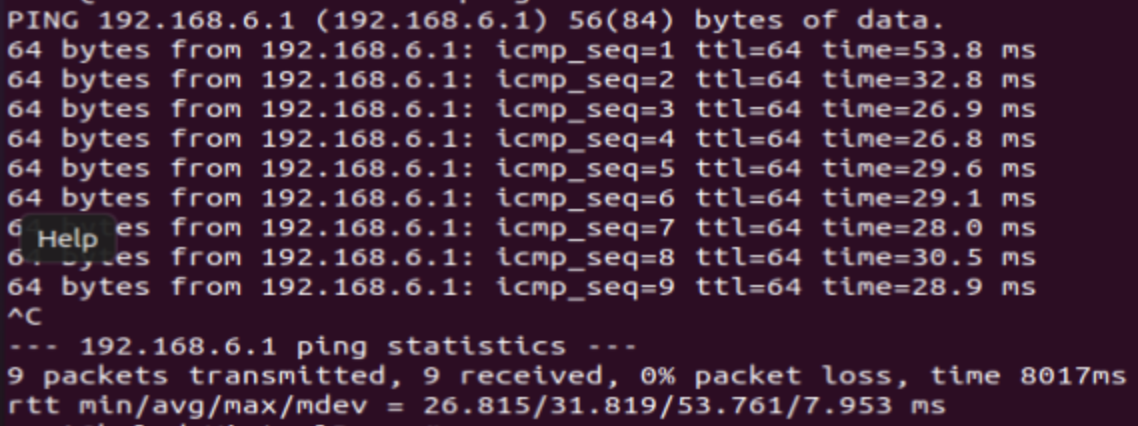 PING 192.168.6.1 (192.168.6.1) 56(84) bytes of data.
64 bytes from 192.168.6.1: icmp_seq=1 ttl=64 time=53.8 ms
64 bytes from 192.168.6.1: icmp_seq=2 ttl=64 time=32.8 ms
64 bytes from 192.168.6.1: icmp_seq=3 ttl=64 time=26.9 ms
64 bytes from 192.168.6.1: icmp_seq=4 ttl=64 time=26.8 ms
64 bytes from 192.168.6.1: icmp_seq=5 ttl=64 time=29.6 ms
64 bytes from 192.168.6.1: icmp_seq=6 ttl=64 time=29.1 ms
64 bytes from 192.168.6.1: icmp_seq=7 ttl=64 time=28.0 ms
Help
64 bytes from 192.168.6.1: icmp_seq=8 ttl=64 time=30.5 ms
64 bytes from 192.168.6.1: icmp_seq=9 ttl=64 time=28.9 ms
^C
--- 192.168.6.1 ping statistics ---
9 packets transmitted, 9 received, 0% packet loss, time 8017ms
rtt min/avg/max/mdev = 26.815/31.819/53.761/7.953 ms